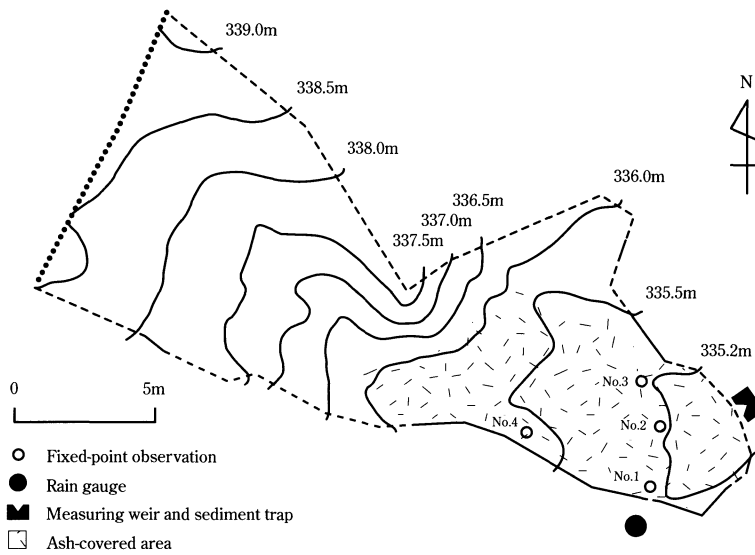 339.0m
338.5m
N
338.0m
336.0m
336.5m
337.0m
337.5m
335.5m
335.2m
0 5m
No.3
No.4
No.2
No.1
Fixed-point observation
Rain gauge
Measuring weir and sediment trap
Ash-covered area